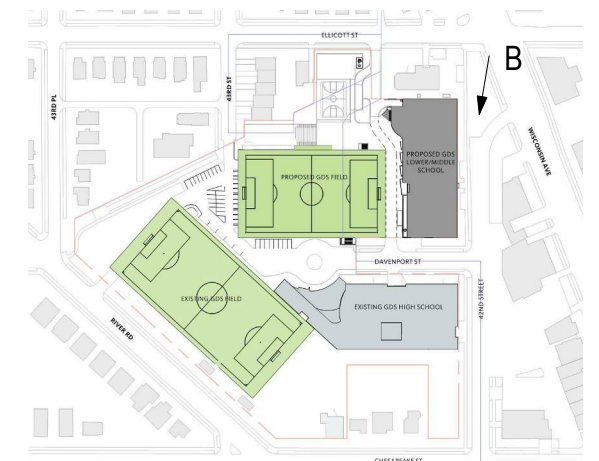 ELLICOTT ST
B
43RD ST
43RD PL
WISCONSIN AVE
PROPOSED GDS
LOWER/MIDDLE
SCHOOL
PROPOSED GDS FIELD
DAVENPORT ST
42ND STREET
EXISTING GDS FIELD
EXISTING GDS HIGH SCHOOL
RIVER RD
CHESAPEAKE ST